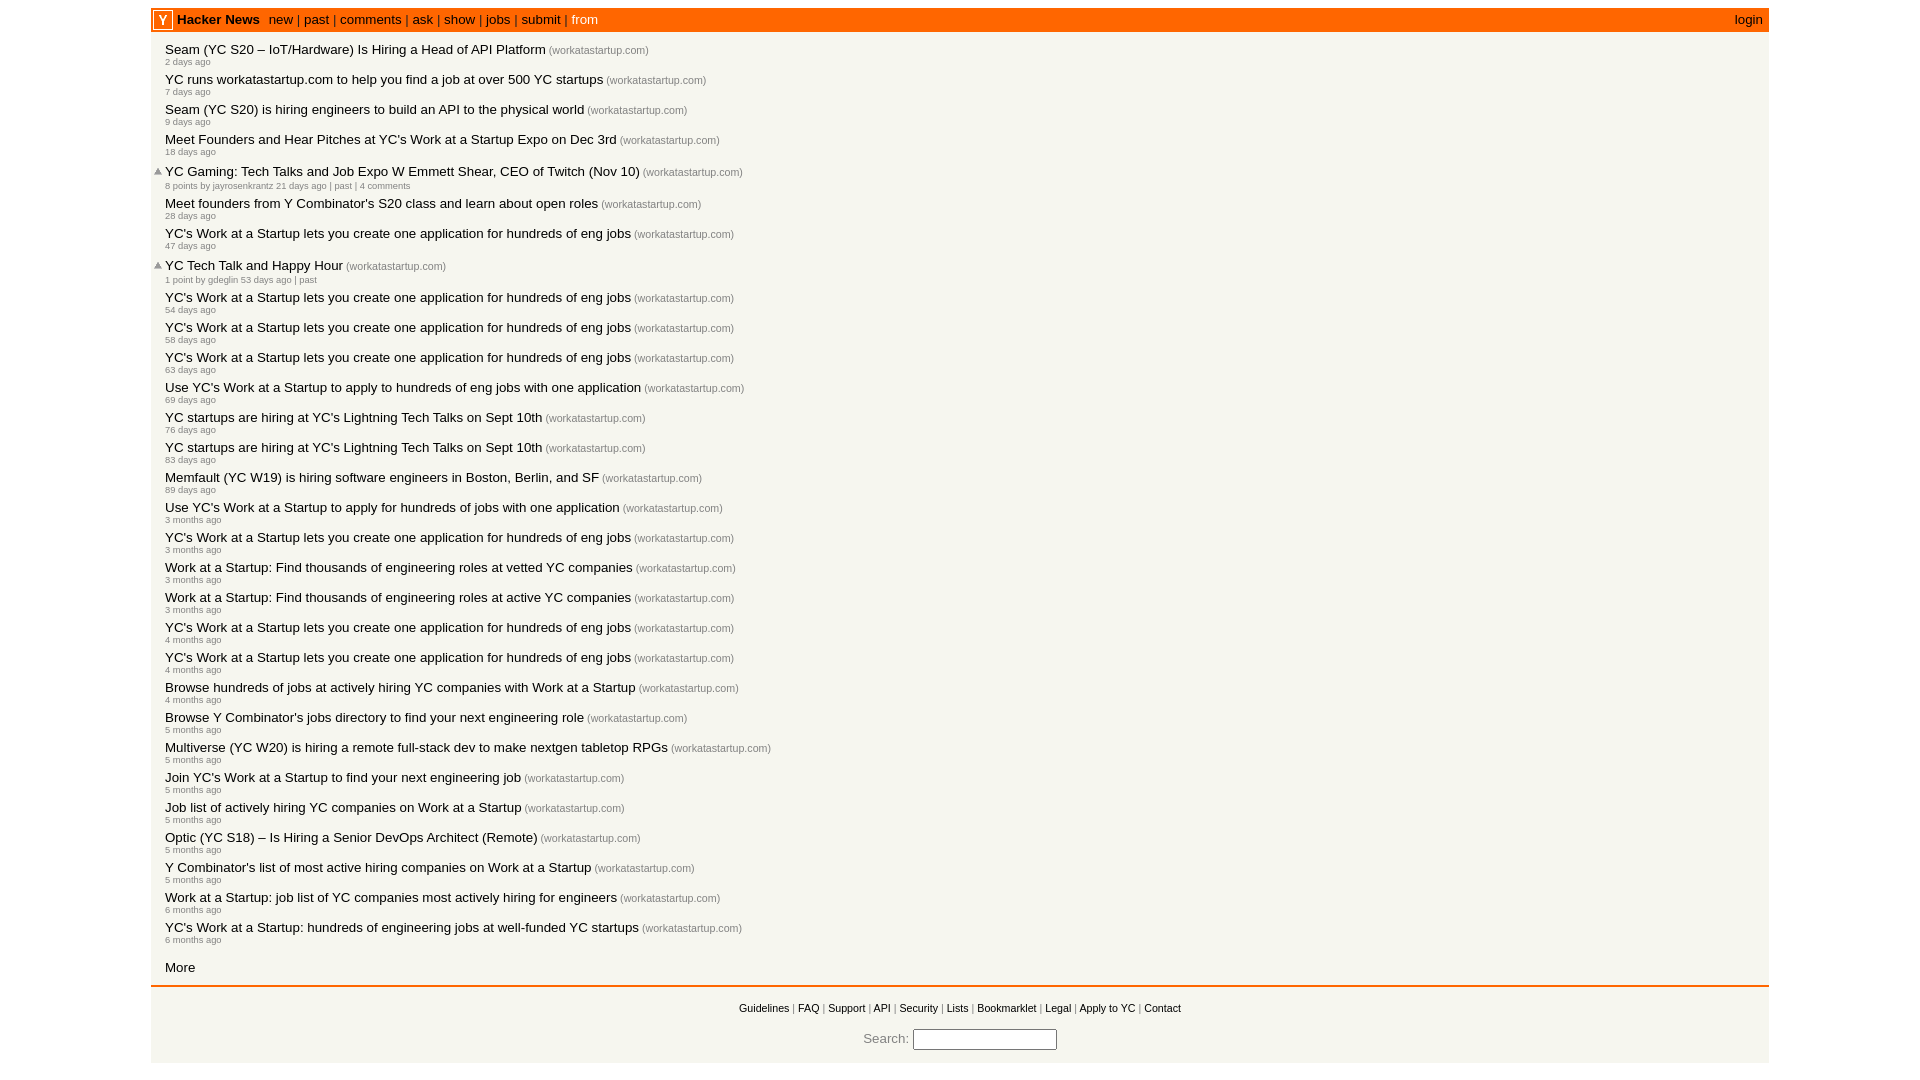 Y Hacker News new | past | comments | ask | show | jobs | submit | from login
Seam (YC S20 – IoT/Hardware) Is Hiring a Head of API Platform (workatastartup.com)
2 days ago
YC runs workatastartup.com to help you find a job at over 500 YC startups (workatastartup.com)
7 days ago
Seam (YC S20) is hiring engineers to build an API to the physical world (workatastartup.com)
9 days ago
Meet Founders and Hear Pitches at YC's Work at a Startup Expo on Dec 3rd (workatastartup.com)
18 days ago
YC Gaming: Tech Talks and Job Expo W Emmett Shear, CEO of Twitch (Nov 10) (workatastartup.com)
8 points by jayrosenkrantz 21 days ago | past | 4 comments
Meet founders from Y Combinator's S20 class and learn about open roles (workatastartup.com)
28 days ago
YC's Work at a Startup lets you create one application for hundreds of eng jobs (workatastartup.com)
47 days ago
YC Tech Talk and Happy Hour (workatastartup.com)
1 point by gdeglin 53 days ago | past
YC's Work at a Startup lets you create one application for hundreds of eng jobs (workatastartup.com)
54 days ago
YC's Work at a Startup lets you create one application for hundreds of eng jobs (workatastartup.com)
58 days ago
YC's Work at a Startup lets you create one application for hundreds of eng jobs (workatastartup.com)
63 days ago
Use YC's Work at a Startup to apply to hundreds of eng jobs with one application (workatastartup.com)
69 days ago
YC startups are hiring at YC's Lightning Tech Talks on Sept 10th (workatastartup.com)
76 days ago
YC startups are hiring at YC's Lightning Tech Talks on Sept 10th (workatastartup.com)
83 days ago
Memfault (YC W19) is hiring software engineers in Boston, Berlin, and SF (workatastartup.com)
89 days ago
Use YC's Work at a Startup to apply for hundreds of jobs with one application (workatastartup.com)
3 months ago
YC's Work at a Startup lets you create one application for hundreds of eng jobs (workatastartup.com)
3 months ago
Work at a Startup: Find thousands of engineering roles at vetted YC companies (workatastartup.com)
3 months ago
Work at a Startup: Find thousands of engineering roles at active YC companies (workatastartup.com)
3 months ago
YC's Work at a Startup lets you create one application for hundreds of eng jobs (workatastartup.com)
4 months ago
YC's Work at a Startup lets you create one application for hundreds of eng jobs (workatastartup.com)
4 months ago
Browse hundreds of jobs at actively hiring YC companies with Work at a Startup (workatastartup.com)
4 months ago
Browse Y Combinator's jobs directory to find your next engineering role (workatastartup.com)
5 months ago
Multiverse (YC W20) is hiring a remote full-stack dev to make nextgen tabletop RPGs (workatastartup.com)
5 months ago
Join YC's Work at a Startup to find your next engineering job (workatastartup.com)
5 months ago
Job list of actively hiring YC companies on Work at a Startup (workatastartup.com)
5 months ago
Optic (YC S18) – Is Hiring a Senior DevOps Architect (Remote) (workatastartup.com)
5 months ago
Y Combinator's list of most active hiring companies on Work at a Startup (workatastartup.com)
5 months ago
Work at a Startup: job list of YC companies most actively hiring for engineers (workatastartup.com)
6 months ago
YC's Work at a Startup: hundreds of engineering jobs at well-funded YC startups (workatastartup.com)
6 months ago
More
Guidelines | FAQ | Support | API | Security | Lists | Bookmarklet | Legal | Apply to YC | Contact
Search: